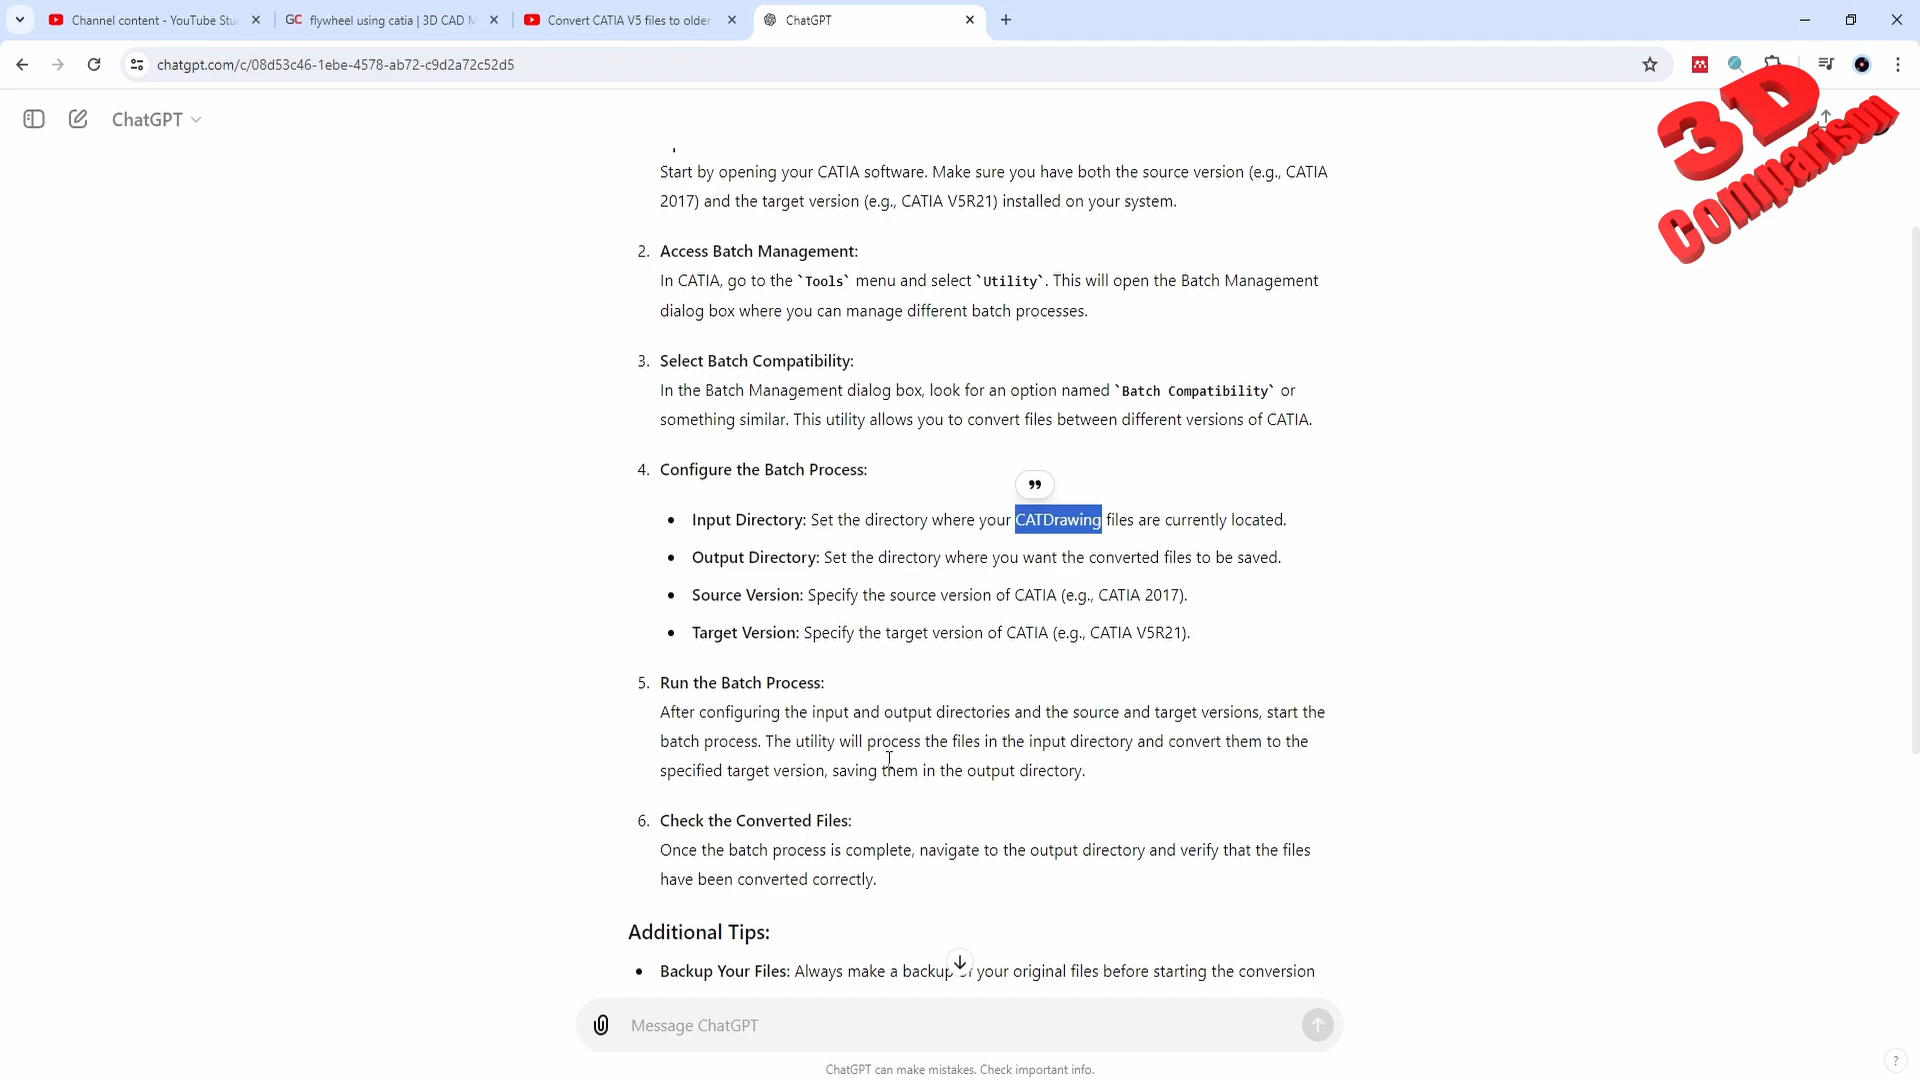 Channel content - YouTube Stu
flywheel using catia | 3D CAD M
Convert CATIA V5 files to older
ChatGPT
chatgpt.com/c/08d53c46-1ebe-4578-ab72-c9d2a72c52d5
3D
Comparison
ChatGPT
Start by opening your CATIA software. Make sure you have both the source version (e.g., CATIA
2017) and the target version (e.g., CATIA V5R21) installed on your system.
2. Access Batch Management:
In CATIA, go to the `Tools` menu and select `Utility`. This will open the Batch Management
dialog box where you can manage different batch processes.
3. Select Batch Compatibility:
In the Batch Management dialog box, look for an option named `Batch Compatibility` or
something similar. This utility allows you to convert files between different versions of CATIA.
4. Configure the Batch Process:
• Input Directory: Set the directory where your CATDrawing files are currently located.
• Output Directory: Set the directory where you want the converted files to be saved.
• Source Version: Specify the source version of CATIA (e.g., CATIA 2017).
• Target Version: Specify the target version of CATIA (e.g., CATIA V5R21).
5. Run the Batch Process:
After configuring the input and output directories and the source and target versions, start the
batch process. The utility will process the files in the input directory and convert them to the
specified target version, saving them in the output directory.
6. Check the Converted Files:
Once the batch process is complete, navigate to the output directory and verify that the files
have been converted correctly.
Additional Tips:
• Backup Your Files: Always make a backup of your original files before starting the conversion
Message ChatGPT
ChatGPT can make mistakes. Check important info.
?